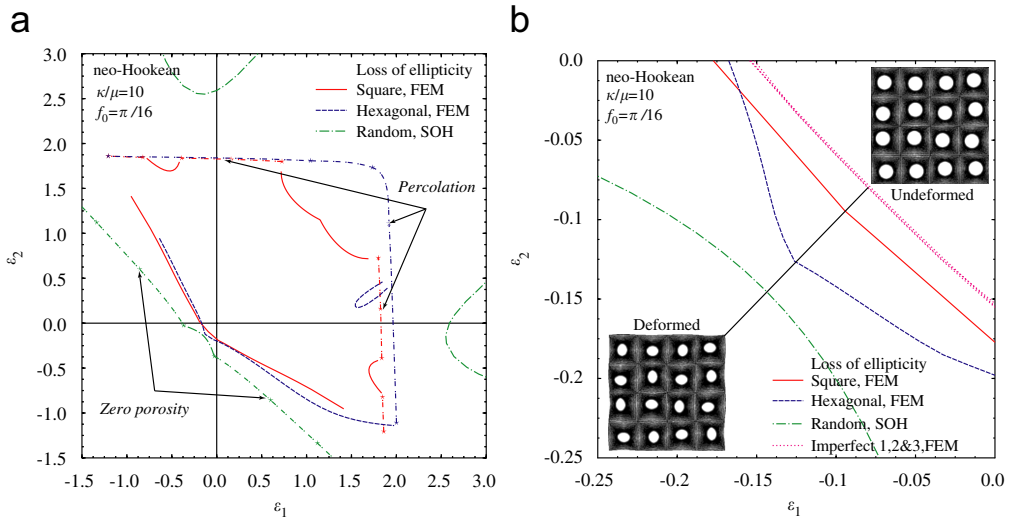 a
3.0
2.5
2.0
1.5
1.0
0.5
0.0
-0.5
-1.0
-1.5
ε2
neo-Hookean
κ/μ=10
f0=π/16
Loss of ellipticity
Square, FEM
Hexagonal, FEM
Random, SOH
Percolation
Zero porosity
-1.5 -1.0 -0.5 0.0 0.5 1.0 1.5 2.0 2.5 3.0
ε1
b
0.0
-0.05
-0.1
-0.15
-0.2
-0.25
ε2
neo-Hookean
κ/μ=10
f0=π/16
Undeformed
Deformed
Loss of ellipticity
Square, FEM
Hexagonal, FEM
Random, SOH
Imperfect 1,2&3,FEM
-0.25 -0.2 -0.15 -0.1 -0.05 0.0
ε1